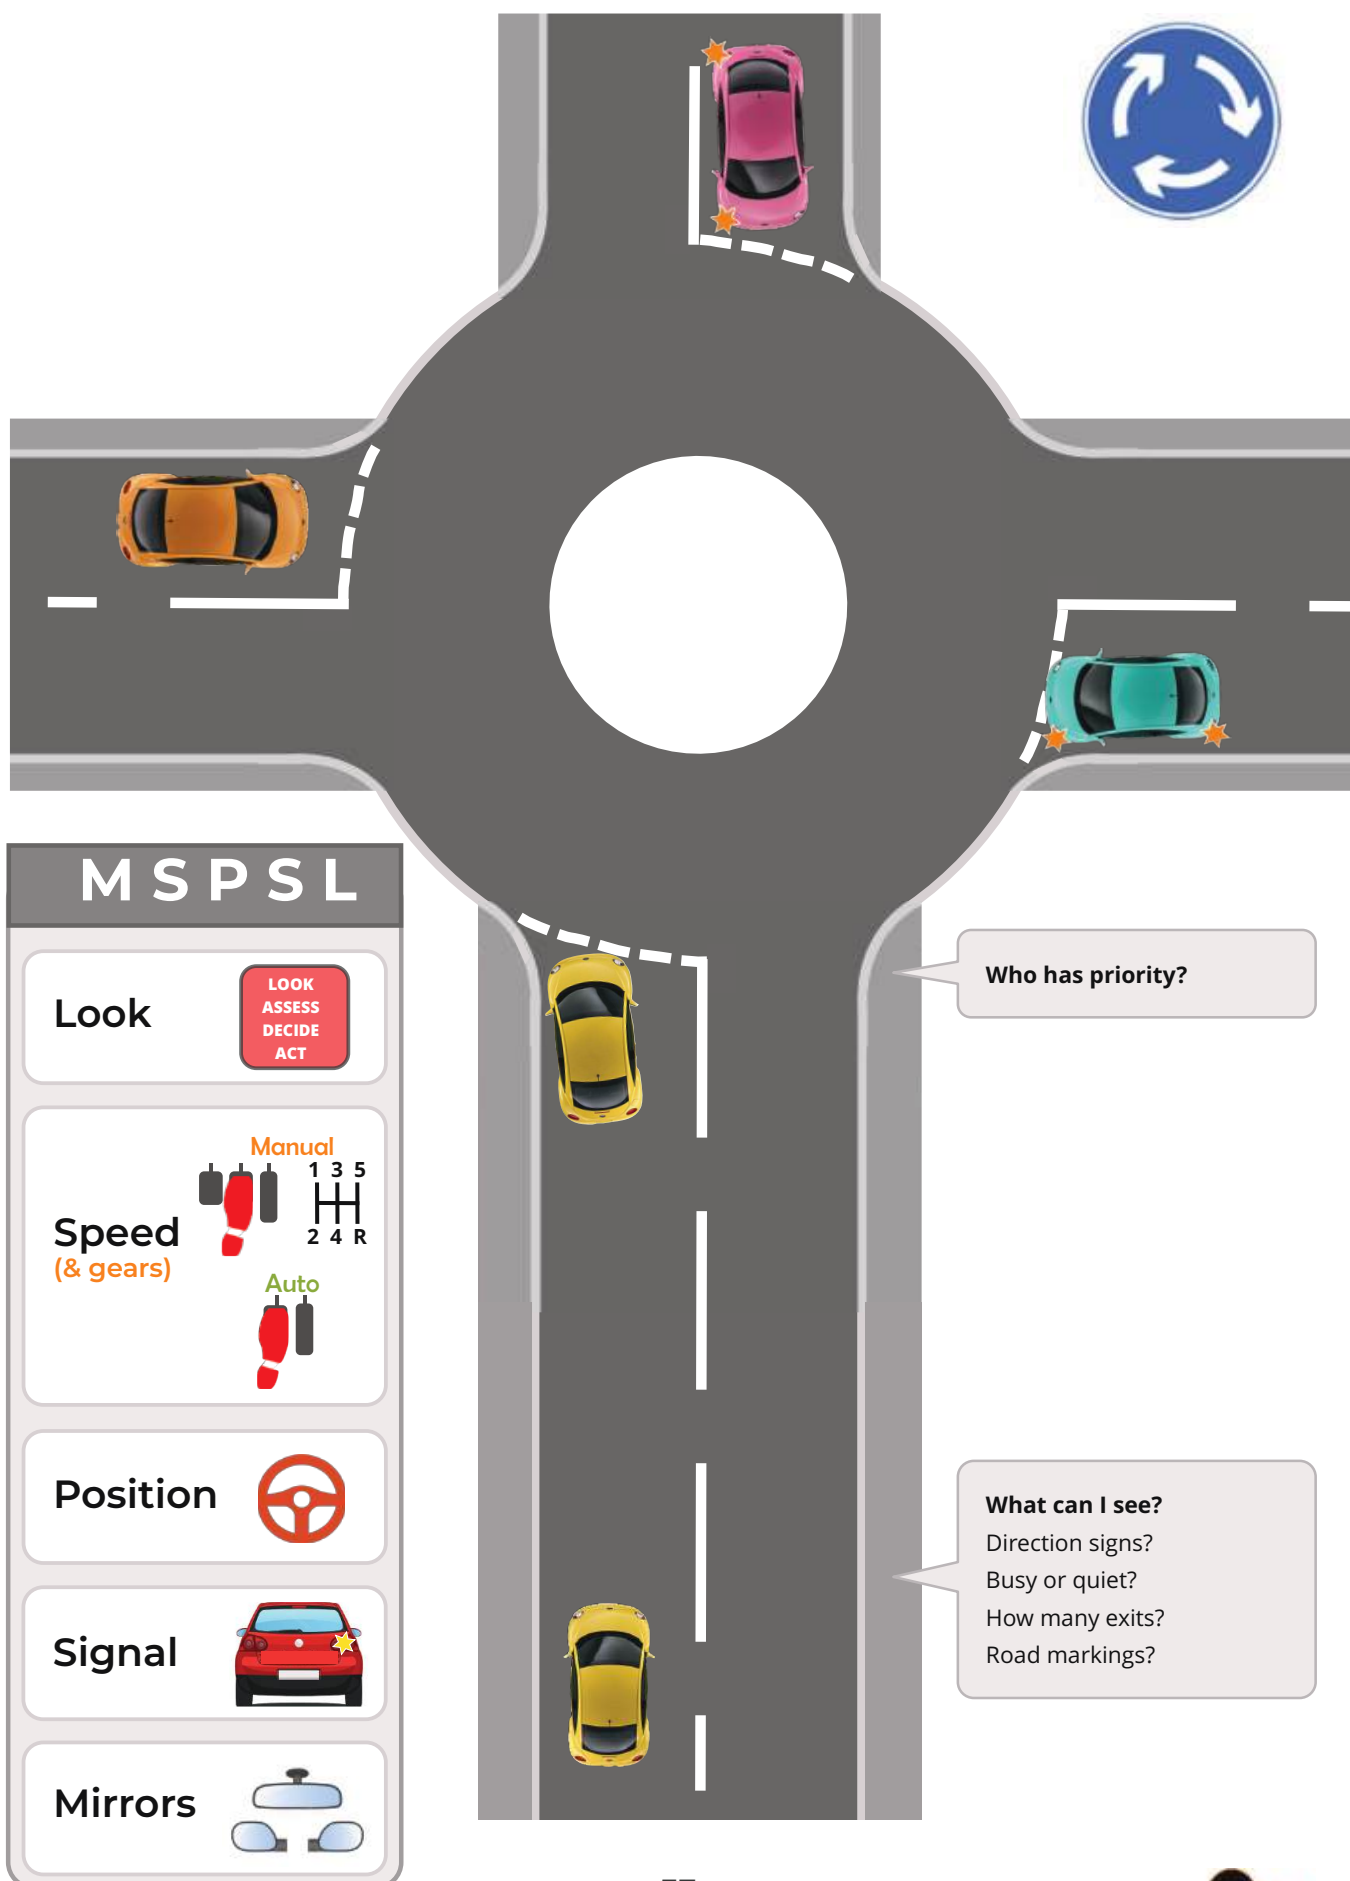 M S P S L
Look
LOOK
ASSESS
DECIDE
ACT
Speed
(& gears)
Manual
1 3 5
2 4 R
Auto
Position
Signal
Mirrors
Who has priority?
What can I see?
Direction signs?
Busy or quiet?
How many exits?
Road markings?